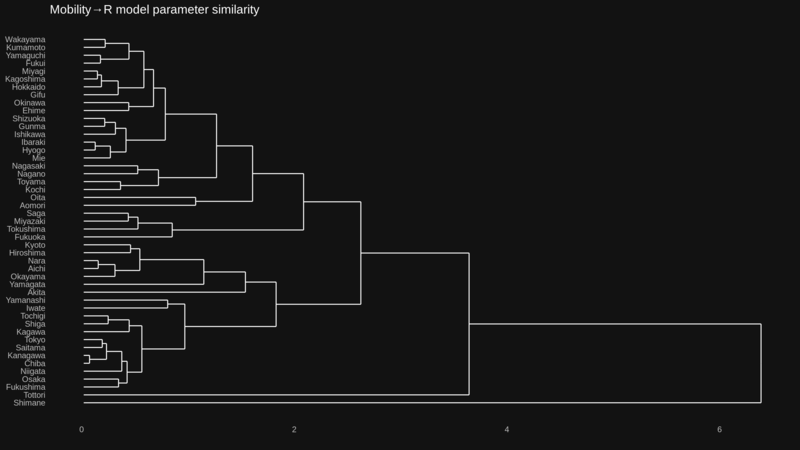 Mobility→R model parameter similarity
Wakayama
Kumamoto
Yamaguchi
Fukui
Miyagi
Kagoshima
Hokkaido
Gifu
Okinawa
Ehime
Shizuoka
Gunma
Ishikawa
Ibaraki
Hyogo
Mie
Nagasaki
Nagano
Toyama
Kochi
Oita
Aomori
Saga
Miyazaki
Tokushima
Fukuoka
Kyoto
Hiroshima
Nara
Aichi
Okayama
Yamagata
Akita
Yamanashi
Iwate
Tochigi
Shiga
Kagawa
Tokyo
Saitama
Kanagawa
Chiba
Niigata
Osaka
Fukushima
Tottori
Shimane
0 2 4 6